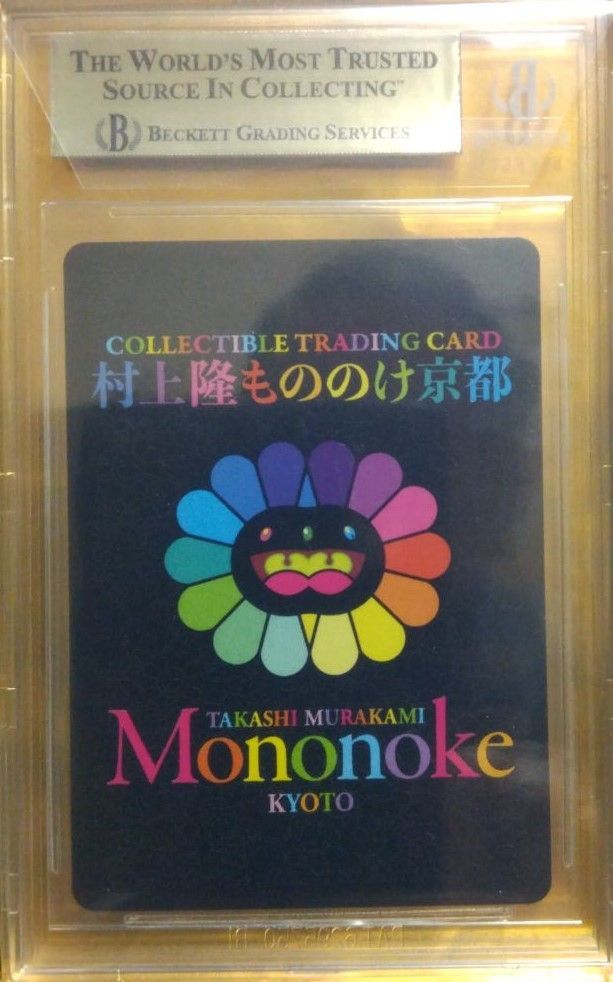 THE WORLD'S MOST TRUSTED
SOURCE IN COLLECTING™
B BECKETT GRADING SERVICES
COLLECTIBLE TRADING CARD
村上隆もののけ京都
TAKASHI MURAKAMI
Mononoke
KYOTO